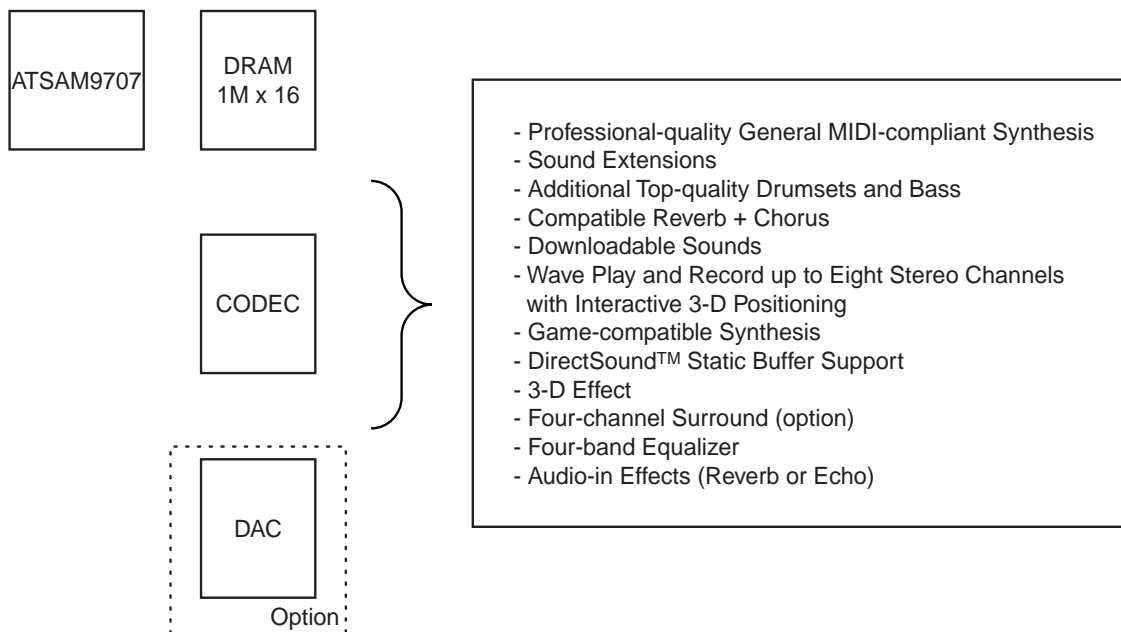 ATSAM9707
DRAM
1M x 16
CODEC
DAC
Option
- Professional-quality General MIDI-compliant Synthesis
- Sound Extensions
- Additional Top-quality Drumsets and Bass
- Compatible Reverb + Chorus
- Downloadable Sounds
- Wave Play and Record up to Eight Stereo Channels
with Interactive 3-D Positioning
- Game-compatible Synthesis
- DirectSound™ Static Buffer Support
- 3-D Effect
- Four-channel Surround (option)
- Four-band Equalizer
- Audio-in Effects (Reverb or Echo)